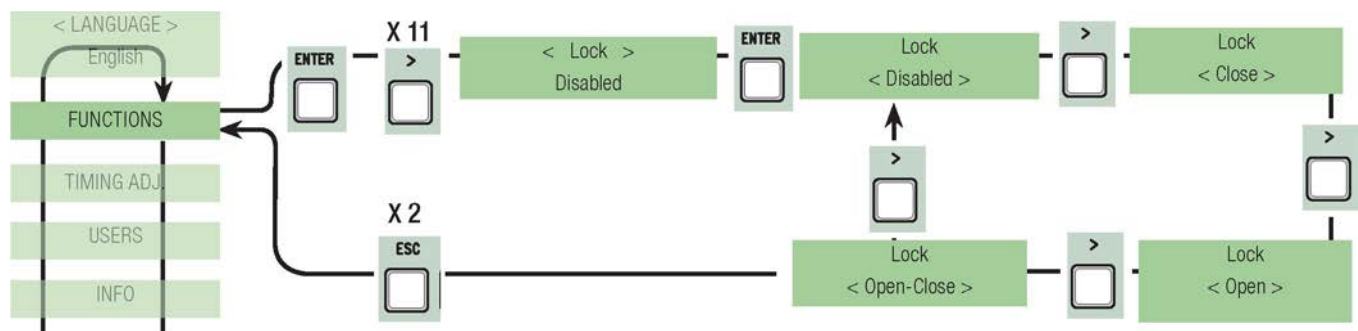 < LANGUAGE >
English
FUNCTIONS
TIMING ADJ.
USERS
INFO
ENTER
X 11
>
< Lock >
Disabled
ENTER
Lock
< Disabled >
>
Lock
< Close >
>
Lock
< Open >
>
Lock
< Open-Close >
>
X 2
ESC